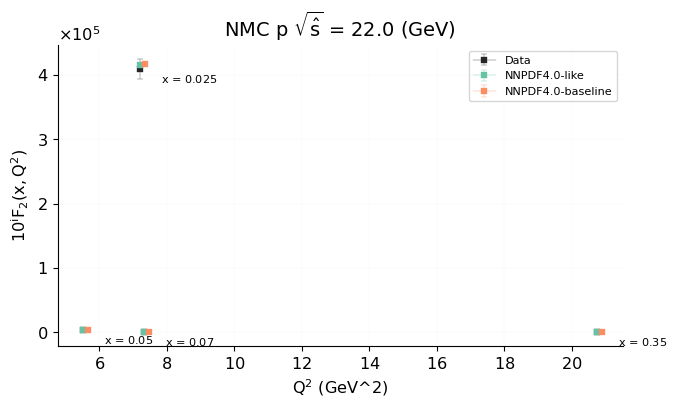 NMC p √ŝ = 22.0 (GeV)
×10⁵
Data
NNPDF4.0-like
NNPDF4.0-baseline
4
3
2
1
0
x = 0.025
x = 0.05
x = 0.07
x = 0.35
6 8 10 12 14 16 18 20
Q² (GeV^2)
10ⁱF₂(x, Q²)